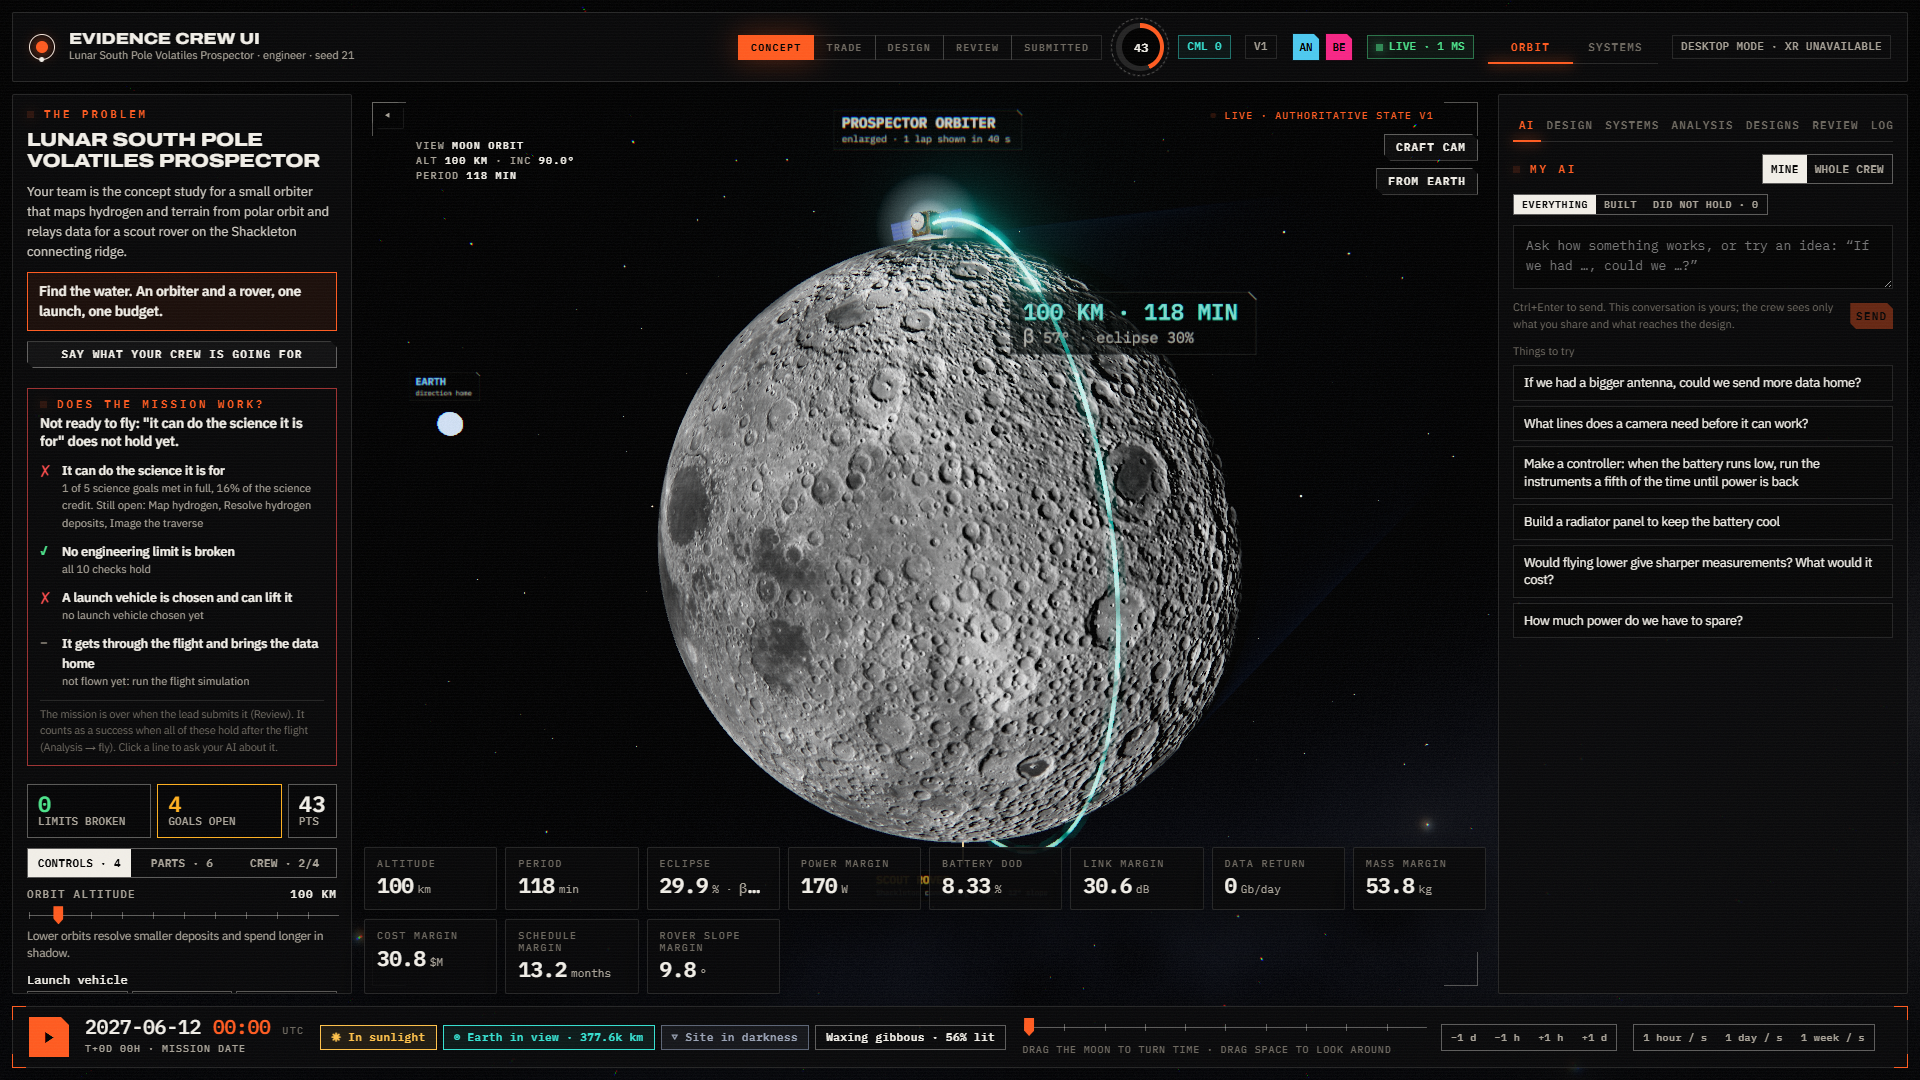 EVIDENCE CREW UI
Lunar South Pole Volatiles Prospector · engineer · seed 21
CONCEPT
TRADE
DESIGN
REVIEW
SUBMITTED
43
CML 0
V1
AN
BE
LIVE · 1 MS
ORBIT
SYSTEMS
DESKTOP MODE · XR UNAVAILABLE
THE PROBLEM
LUNAR SOUTH POLE
VOLATILES PROSPECTOR
Your team is the concept study for a small orbiter
that maps hydrogen and terrain from polar orbit and
relays data for a scout rover on the Shackleton
connecting ridge.
Find the water. An orbiter and a rover, one
launch, one budget.
SAY WHAT YOUR CREW IS GOING FOR
DOES THE MISSION WORK?
Not ready to fly: "it can do the science it is
for" does not hold yet.
✗ It can do the science it is for
1 of 5 science goals met in full, 16% of the science
credit. Still open: Map hydrogen, Resolve hydrogen
deposits, Image the traverse
✓ No engineering limit is broken
all 10 checks hold
✗ A launch vehicle is chosen and can lift it
no launch vehicle chosen yet
– It gets through the flight and brings the data
home
not flown yet: run the flight simulation
The mission is over when the lead submits it (Review). It
counts as a success when all of these hold after the flight
(Analysis → fly). Click a line to ask your AI about it.
0
LIMITS BROKEN
4
GOALS OPEN
43
PTS
CONTROLS · 4
PARTS · 6
CREW · 2/4
ORBIT ALTITUDE
100 KM
Lower orbits resolve smaller deposits and spend longer in
shadow.
Launch vehicle
VIEW MOON ORBIT
ALT 100 KM · INC 90.0°
PERIOD 118 MIN
PROSPECTOR ORBITER
enlarged · 1 lap shown in 40 s
LIVE · AUTHORITATIVE STATE V1
CRAFT CAM
FROM EARTH
100 KM · 118 MIN
β 57° · eclipse 30%
EARTH
direction home
ALTITUDE
100 km
PERIOD
118 min
ECLIPSE
29.9 % · β…
POWER MARGIN
170 W
BATTERY DOD
8.33 %
LINK MARGIN
30.6 dB
DATA RETURN
0 Gb/day
MASS MARGIN
53.8 kg
COST MARGIN
30.8 $M
SCHEDULE
MARGIN
13.2 months
ROVER SLOPE
MARGIN
9.8 °
AI
DESIGN
SYSTEMS
ANALYSIS
DESIGNS
REVIEW
LOG
MY AI
MINE
WHOLE CREW
EVERYTHING
BUILT
DID NOT HOLD · 0
Ask how something works, or try an idea: “If
we had …, could we …?”
Ctrl+Enter to send. This conversation is yours; the crew sees only
what you share and what reaches the design.
SEND
Things to try
If we had a bigger antenna, could we send more data home?
What lines does a camera need before it can work?
Make a controller: when the battery runs low, run the
instruments a fifth of the time until power is back
Build a radiator panel to keep the battery cool
Would flying lower give sharper measurements? What would it
cost?
How much power do we have to spare?
2027-06-12 00:00 UTC
T+0D 00H · MISSION DATE
In sunlight
Earth in view · 377.6k km
Site in darkness
Waxing gibbous · 56% lit
DRAG THE MOON TO TURN TIME · DRAG SPACE TO LOOK AROUND
−1 d
−1 h
+1 h
+1 d
1 hour / s
1 day / s
1 week / s